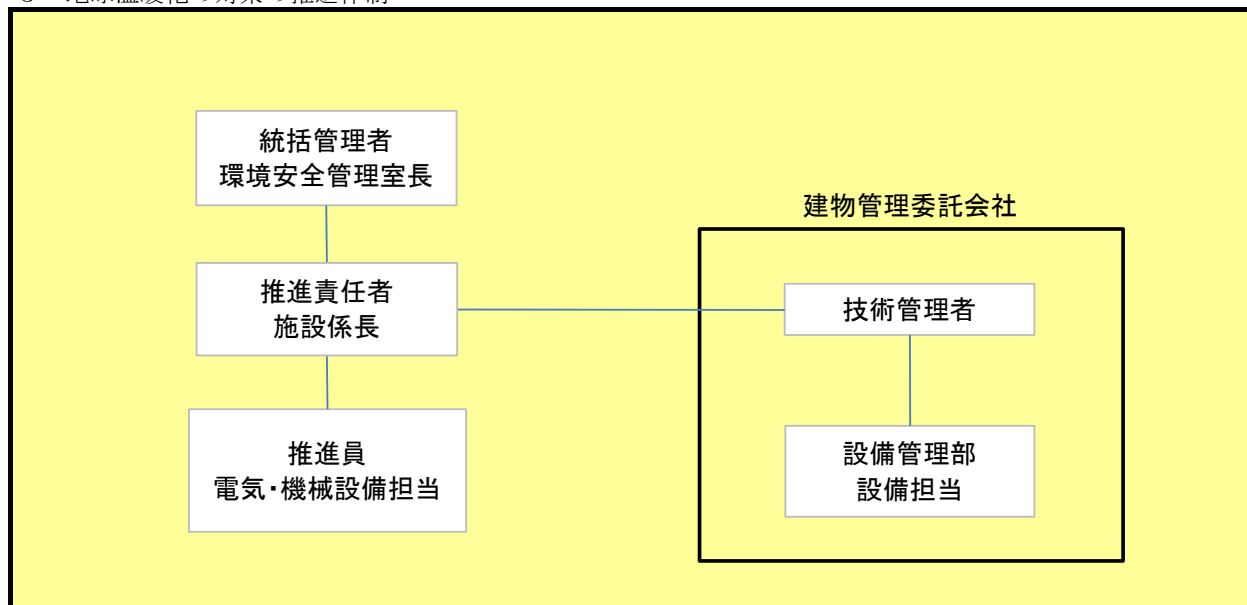 統括管理者
環境安全管理室長
建物管理委託会社
推進責任者
施設係長
技術管理者
推進員
電気・機械設備担当
設備管理部
設備担当